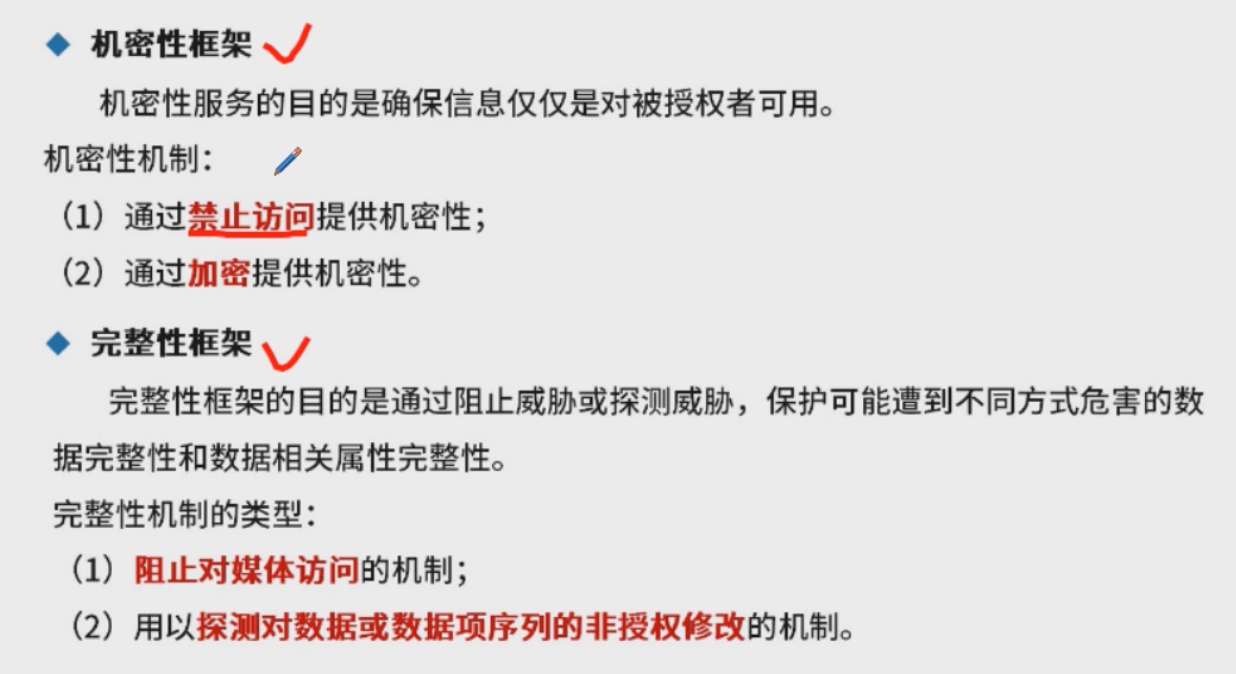 机密性框架
机密性服务的目的是确保信息仅仅是对被授权者可用。
机密性机制：
（1）通过禁止访问提供机密性；
（2）通过加密提供机密性。
完整性框架
完整性框架的目的是通过阻止威胁或探测威胁，保护可能遭到不同方式危害的数
据完整性和数据相关属性完整性。
完整性机制的类型：
（1）阻止对媒体访问的机制；
（2）用以探测对数据或数据项序列的非授权修改的机制。